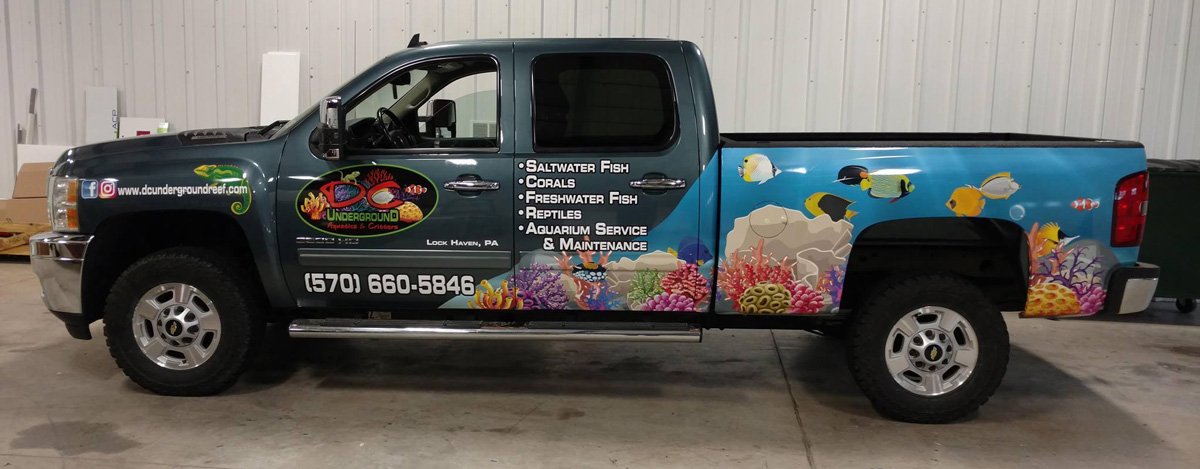 www.dcundergroundreef.com
DC
Underground
Aquatics & Critters
Lock Haven, PA
(570) 660-5846
• Saltwater Fish
• Corals
• Freshwater Fish
• Reptiles
• Aquarium Service
& Maintenance